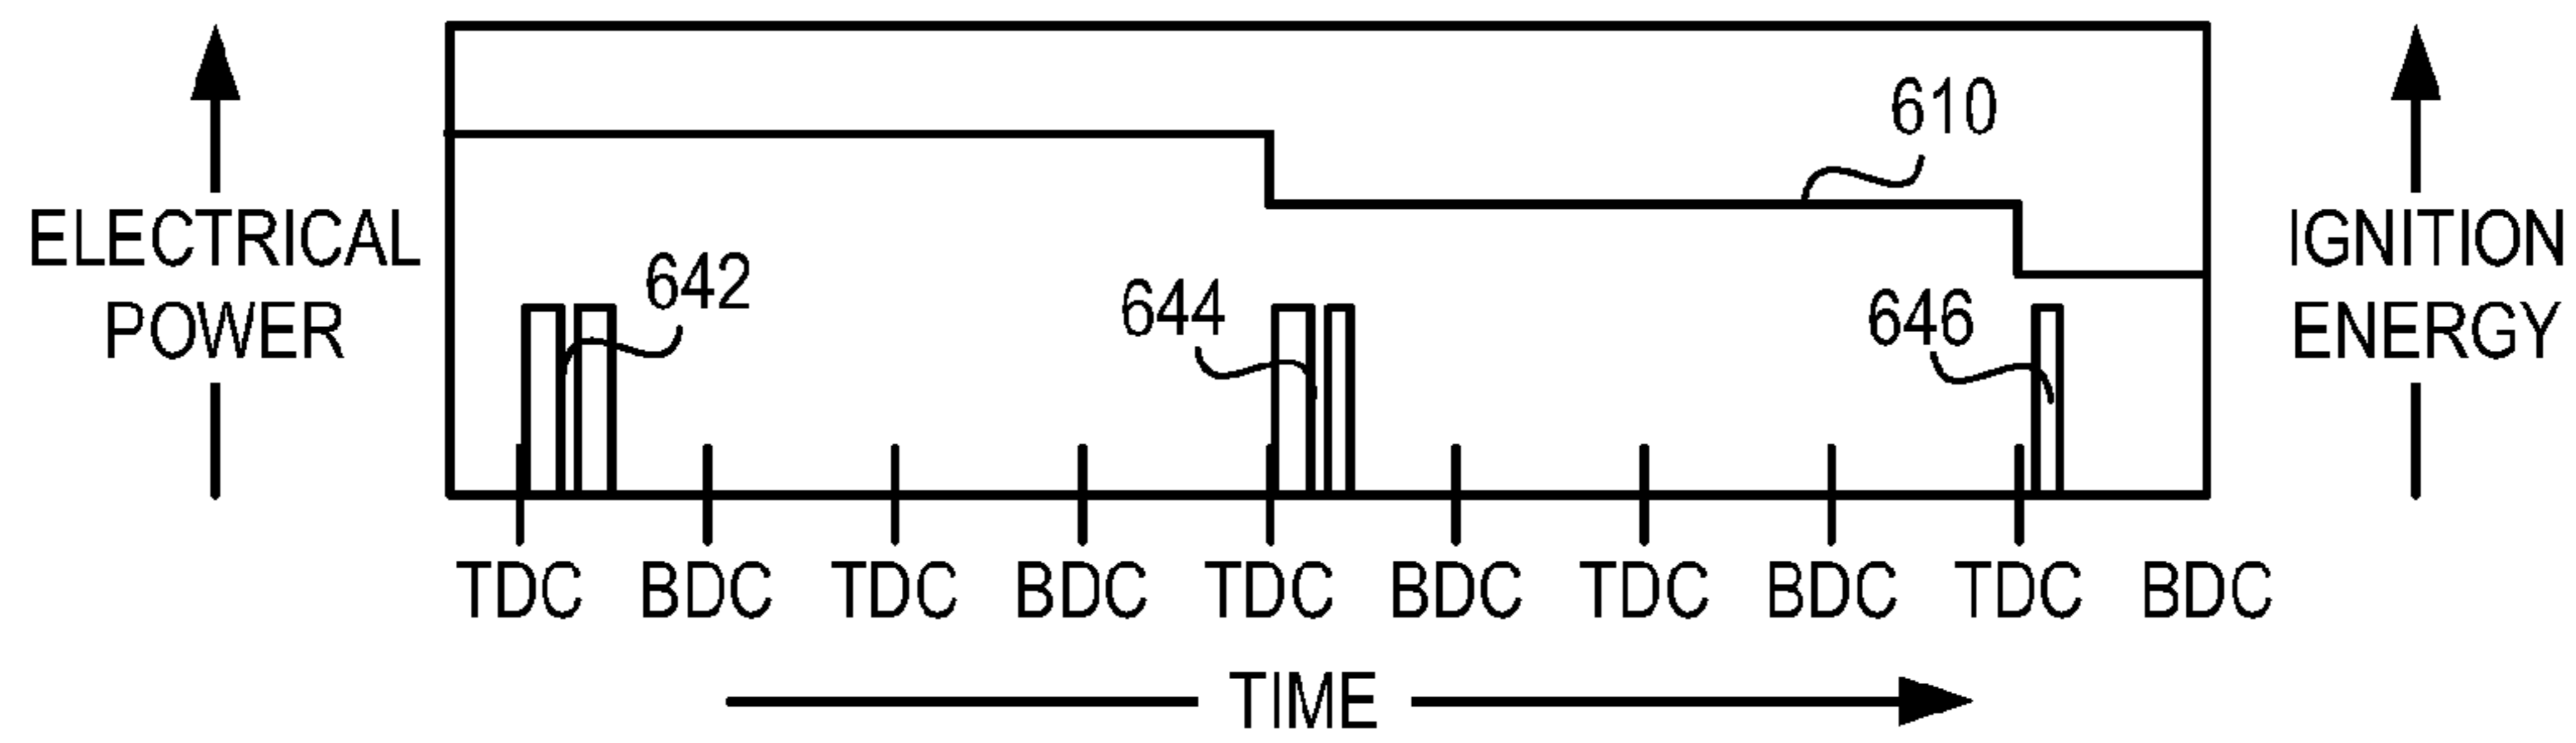 610
ELECTRICAL
POWER
642
644
646
IGNITION
ENERGY
TDC BDC TDC BDC TDC BDC TDC BDC TDC BDC
TIME